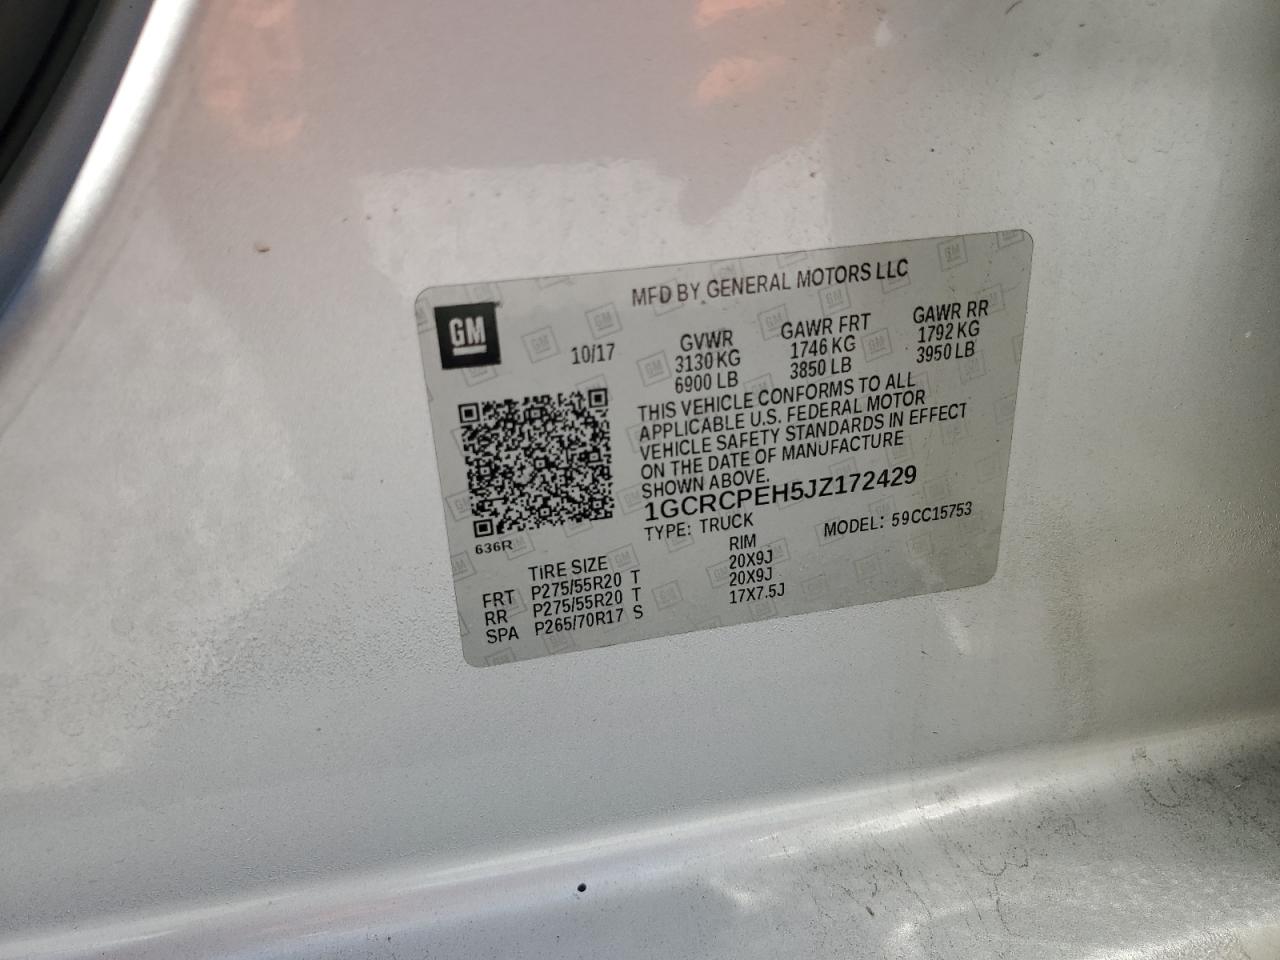 MFD BY GENERAL MOTORS LLC
GM
10/17
GVWR GAWR FRT GAWR RR
3130 KG 1746 KG 1792 KG
6900 LB 3850 LB 3950 LB
THIS VEHICLE CONFORMS TO ALL
APPLICABLE U.S. FEDERAL MOTOR
VEHICLE SAFETY STANDARDS IN EFFECT
ON THE DATE OF MANUFACTURE
SHOWN ABOVE.
1GCRCPEH5JZ172429
TYPE: TRUCK MODEL: 59CC15753
636R
TIRE SIZE RIM
FRT P275/55R20 T 20X9J
RR P275/55R20 T 20X9J
SPA P265/70R17 S 17X7.5J